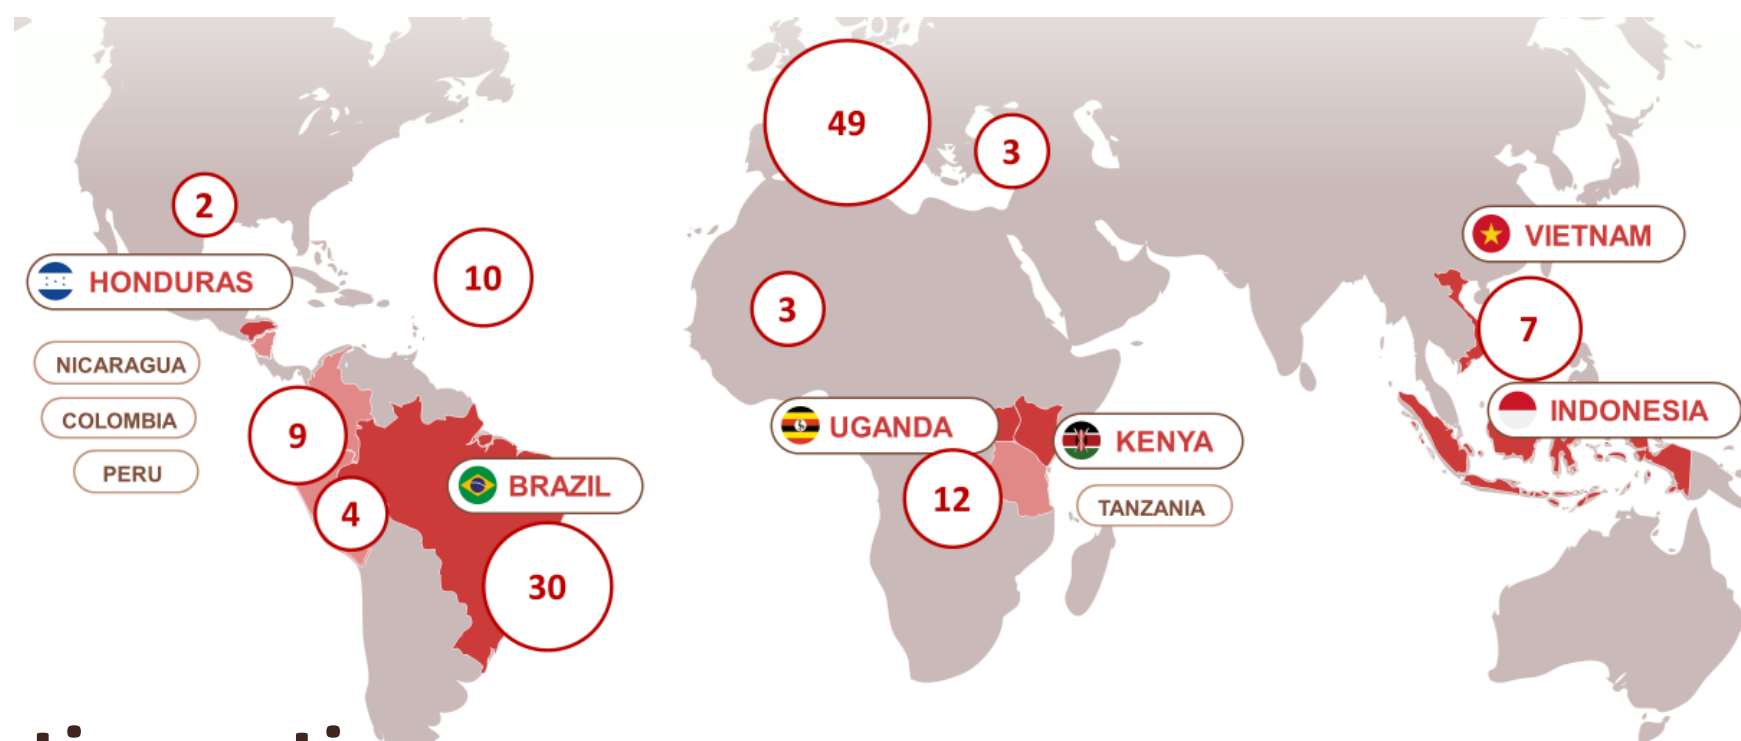 49
3
2
VIETNAM
10
HONDURAS
3
7
NICARAGUA
INDONESIA
COLOMBIA
9
UGANDA
KENYA
PERU
BRAZIL
12
TANZANIA
4
30